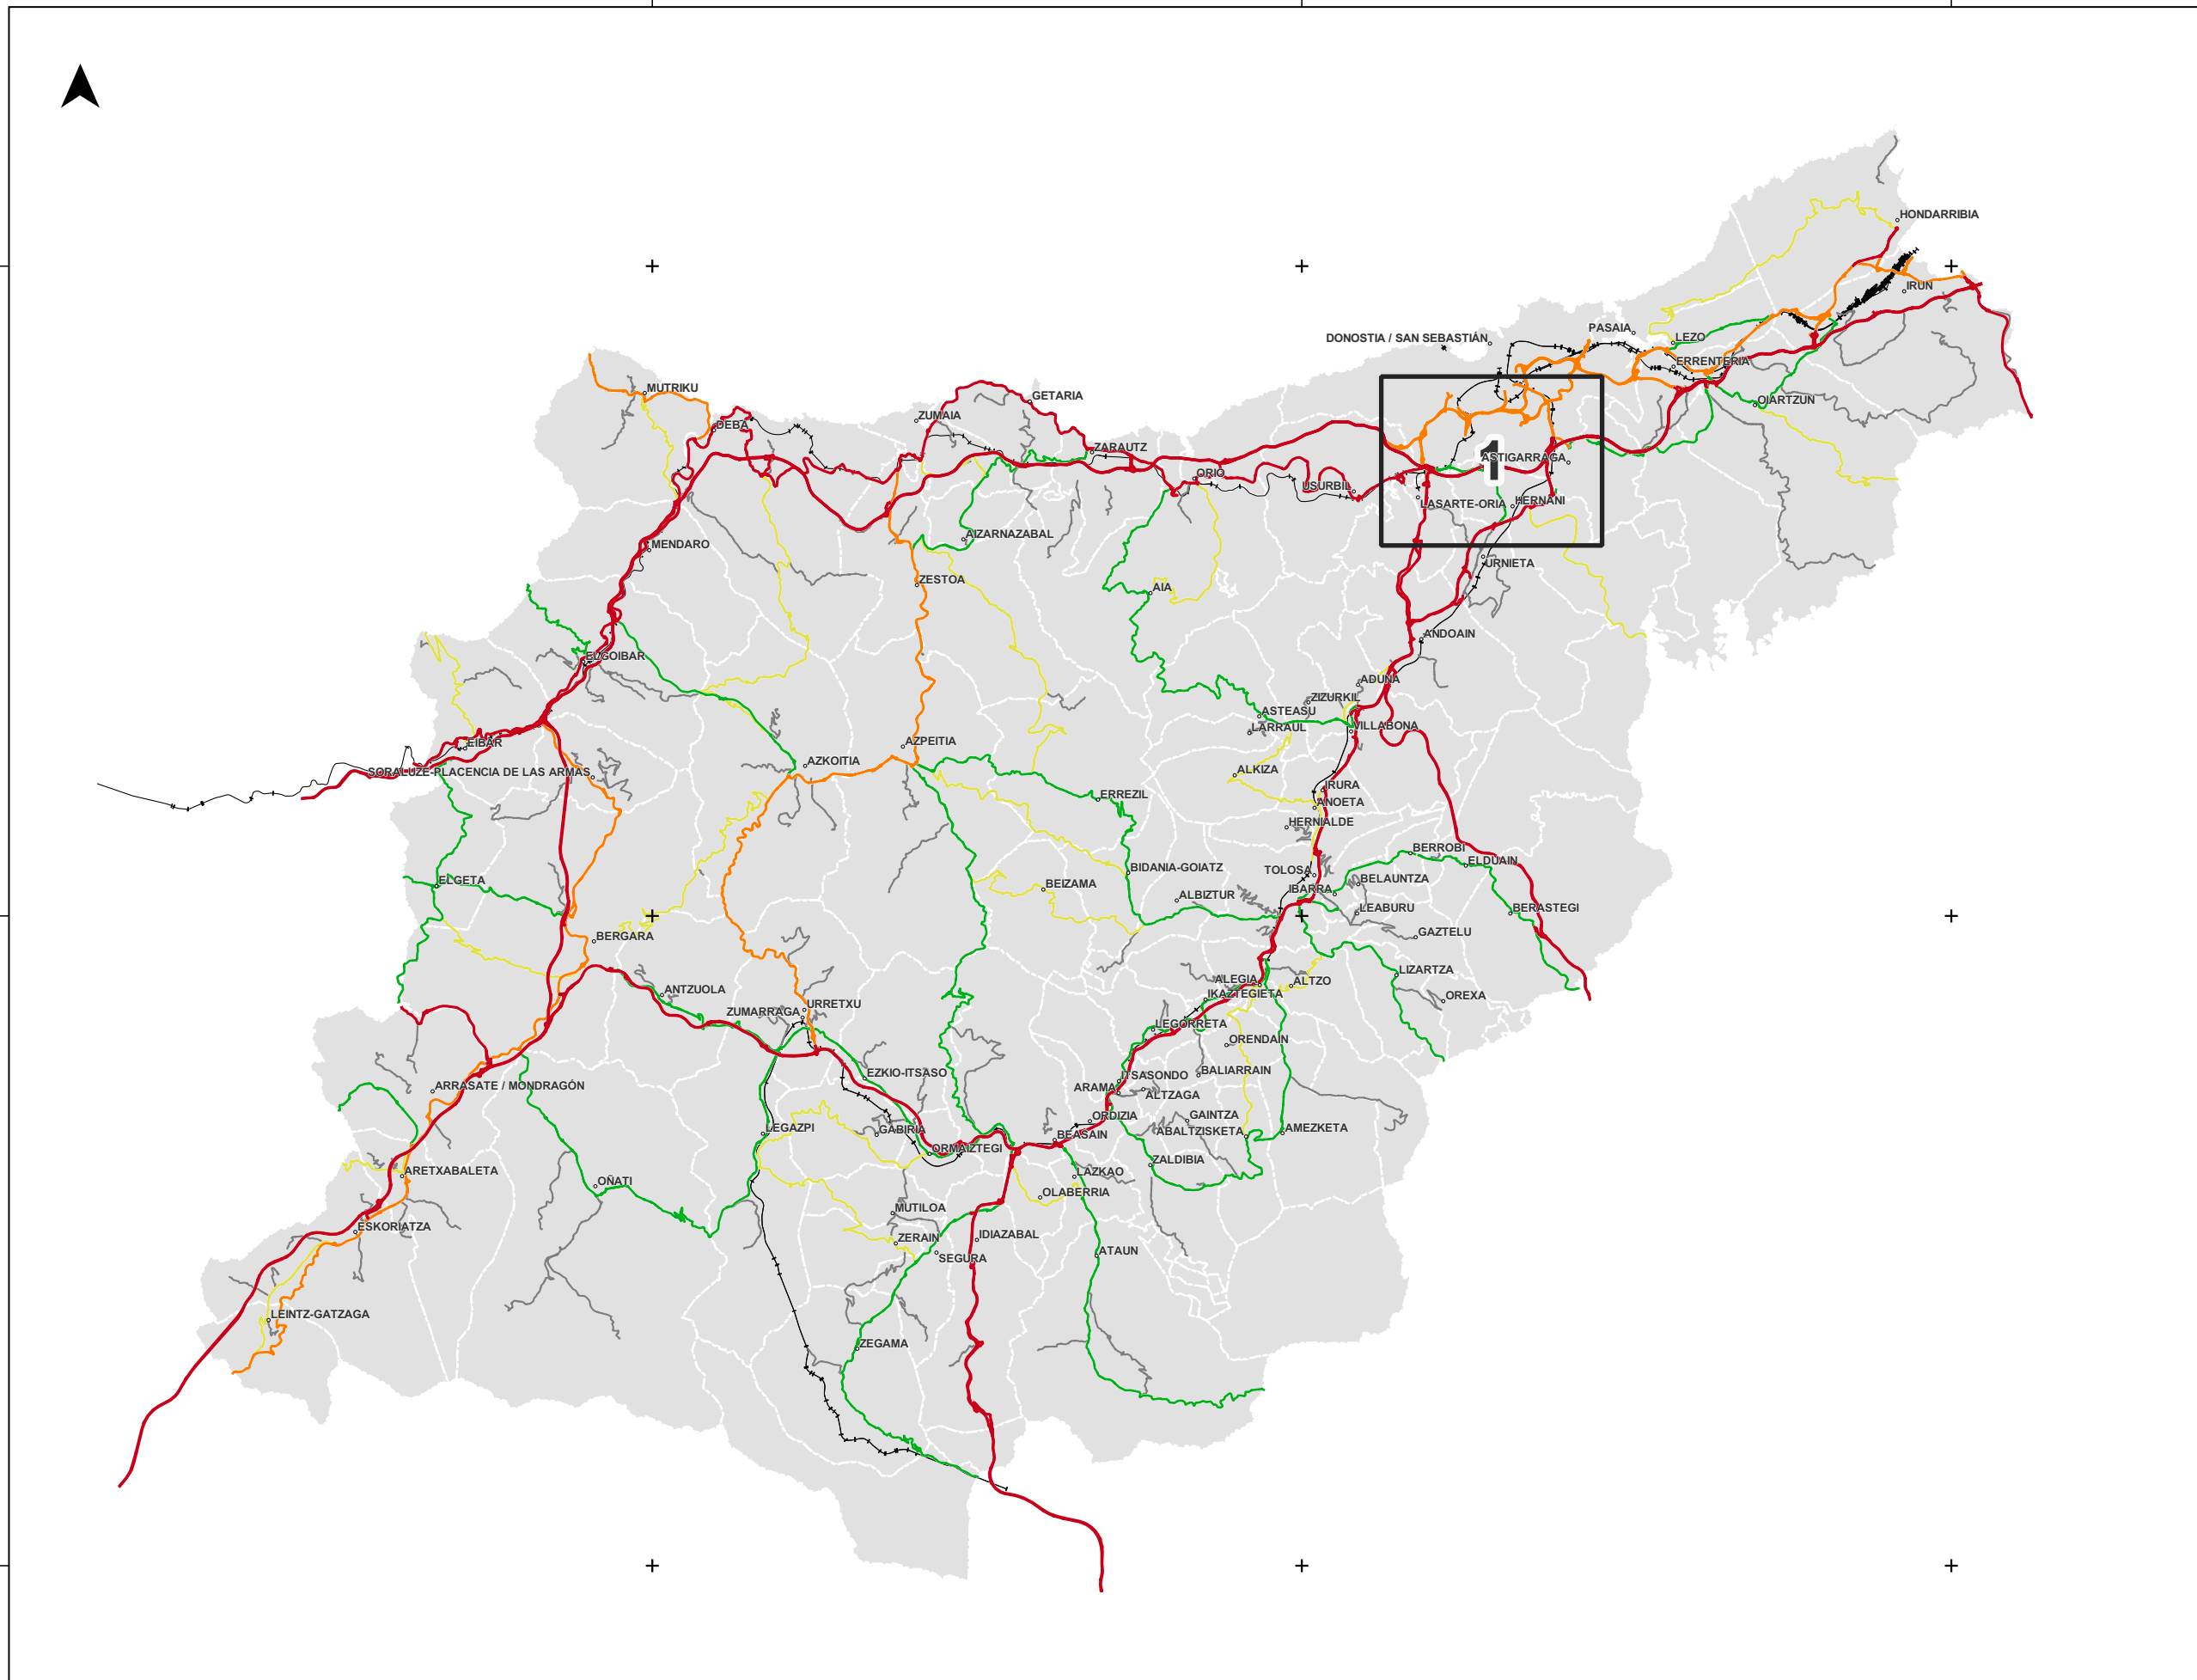 HONDARRIBIA
IRUN
PASAIA
DONOSTIA / SAN SEBASTIÁN
LEZO
ERRENTERIA
MUTRIKU
GETARIA
OIARTZUN
ZUMAIA
DEBA
ZARAUTZ
1
ASTIGARRAGA
ORIO
USURBIL
LASARTE-ORIA
HERNANI
AIZARNAZABAL
MENDARO
URNIETA
ZESTOA
AIA
ANDOAIN
ELGOIBAR
ADUNA
ZIZURKIL
ASTEASU
LARRAUL
VILLABONA
EIBAR
AZPEITIA
AZKOITIA
SORALUZE-PLACENCIA DE LAS ARMAS
ALKIZA
IRURA
ERREZIL
ANOETA
HERNIALDE
BERROBI
ELDUAIN
BIDANIA-GOIATZ
TOLOSA
BELAUNTZA
ELGETA
BEIZAMA
IBARRA
ALBIZTUR
LEABURU
BERASTEGI
GAZTELU
BERGARA
LIZARTZA
ALEGIA
ALTZO
ANTZUOLA
IKAZTEGIETA
OREXA
URRETXU
ZUMARRAGA
LEGORRETA
ORENDAIN
EZKIO-ITSASO
BALIARRAIN
ITSASONDO
ARRASATE / MONDRAGÓN
ARAMA
ALTZAGA
ORDIZIA
GAINTZA
LEGAZPI
GABIRIA
BEASAIN
ABALTZISKETA
AMEZKETA
ORMAIZTEGI
ZALDIBIA
ARETXABALETA
LAZKAO
OÑATI
OLABERRIA
MUTILOA
ESKORIATZA
IDIAZABAL
ZERAIN
ATAUN
SEGURA
LEINTZ-GATZAGA
ZEGAMA